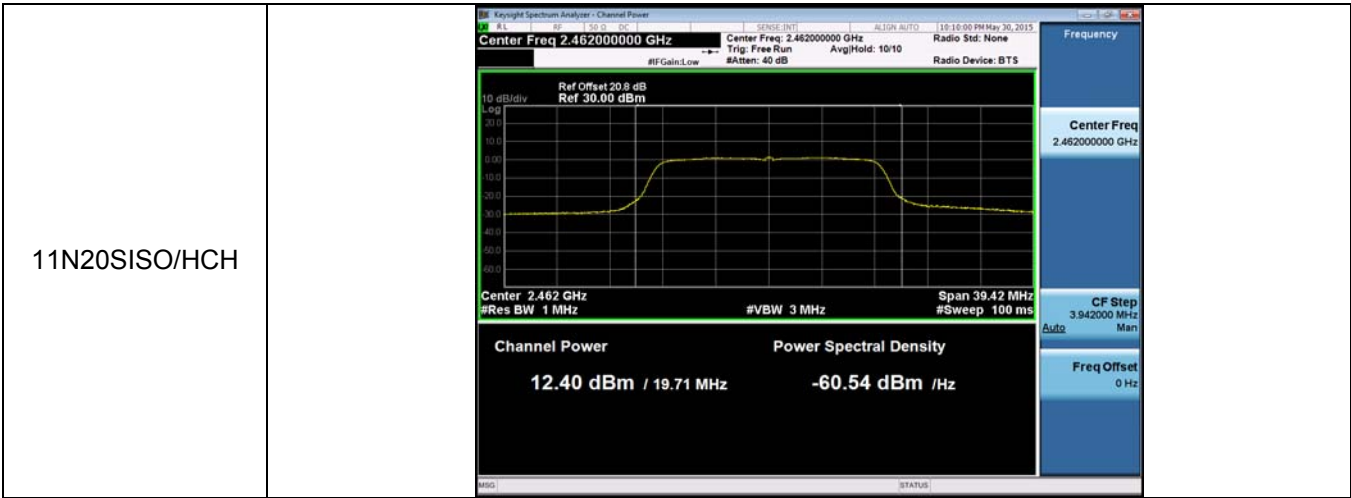 11N20SISO/HCH
Keysight Spectrum Analyzer - Channel Power
RL RF 50 Ω DC SENSE:INT ALIGN AUTO 10:10:00 PM May 30, 2015
Center Freq 2.462000000 GHz
Center Freq: 2.462000000 GHz Radio Std: None
Trig: Free Run Avg|Hold: 10/10
#IFGain:Low #Atten: 40 dB Radio Device: BTS
Ref Offset 20.8 dB
10 dB/div Ref 30.00 dBm
Log
20.0
10.0
0.00
-10.0
-20.0
-30.0
-40.0
-50.0
-60.0
Center 2.462 GHz Span 39.42 MHz
#Res BW 1 MHz #VBW 3 MHz #Sweep 100 ms
Channel Power Power Spectral Density
12.40 dBm / 19.71 MHz -60.54 dBm /Hz
MSG STATUS
Frequency
Center Freq
2.462000000 GHz
CF Step
3.942000 MHz
Auto Man
Freq Offset
0 Hz